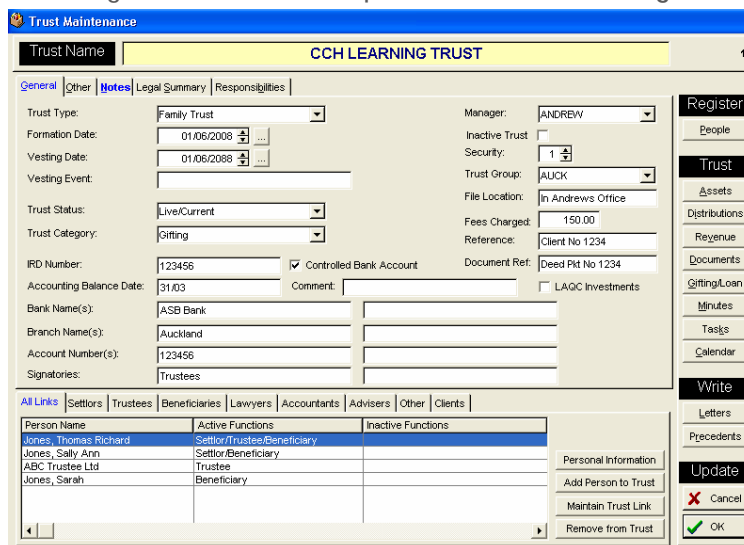 Trust Maintenance
Trust Name CCH LEARNING TRUST
General Other Notes Legal Summary Responsibilities
Trust Type: Family Trust Manager: ANDREW
Formation Date: 01/06/2008 ... Inactive Trust
Vesting Date: 01/06/2088 ... Security: 1
Vesting Event: Trust Group: AUCK
File Location: In Andrews Office
Trust Status: Live/Current Fees Charged: 150.00
Trust Category: Gifting Reference: Client No 1234
IRD Number: 123456 Controlled Bank Account Document Ref: Deed Pkt No 1234
Accounting Balance Date: 31/03 Comment: LAQC Investments
Bank Name(s): ASB Bank
Branch Name(s): Auckland
Account Number(s): 123456
Signatories: Trustees
All Links Settlors Trustees Beneficiaries Lawyers Accountants Advisers Other Clients
Person Name Active Functions Inactive Functions
Jones, Thomas Richard Settlor/Trustee/Beneficiary
Jones, Sally Ann Settlor/Beneficiary
ABC Trustee Ltd Trustee
Jones, Sarah Beneficiary
Personal Information
Add Person to Trust
Maintain Trust Link
Remove from Trust
Register
People
Trust
Assets
Distributions
Revenue
Documents
Gifting/Loan
Minutes
Tasks
Calendar
Write
Letters
Precedents
Update
Cancel
OK